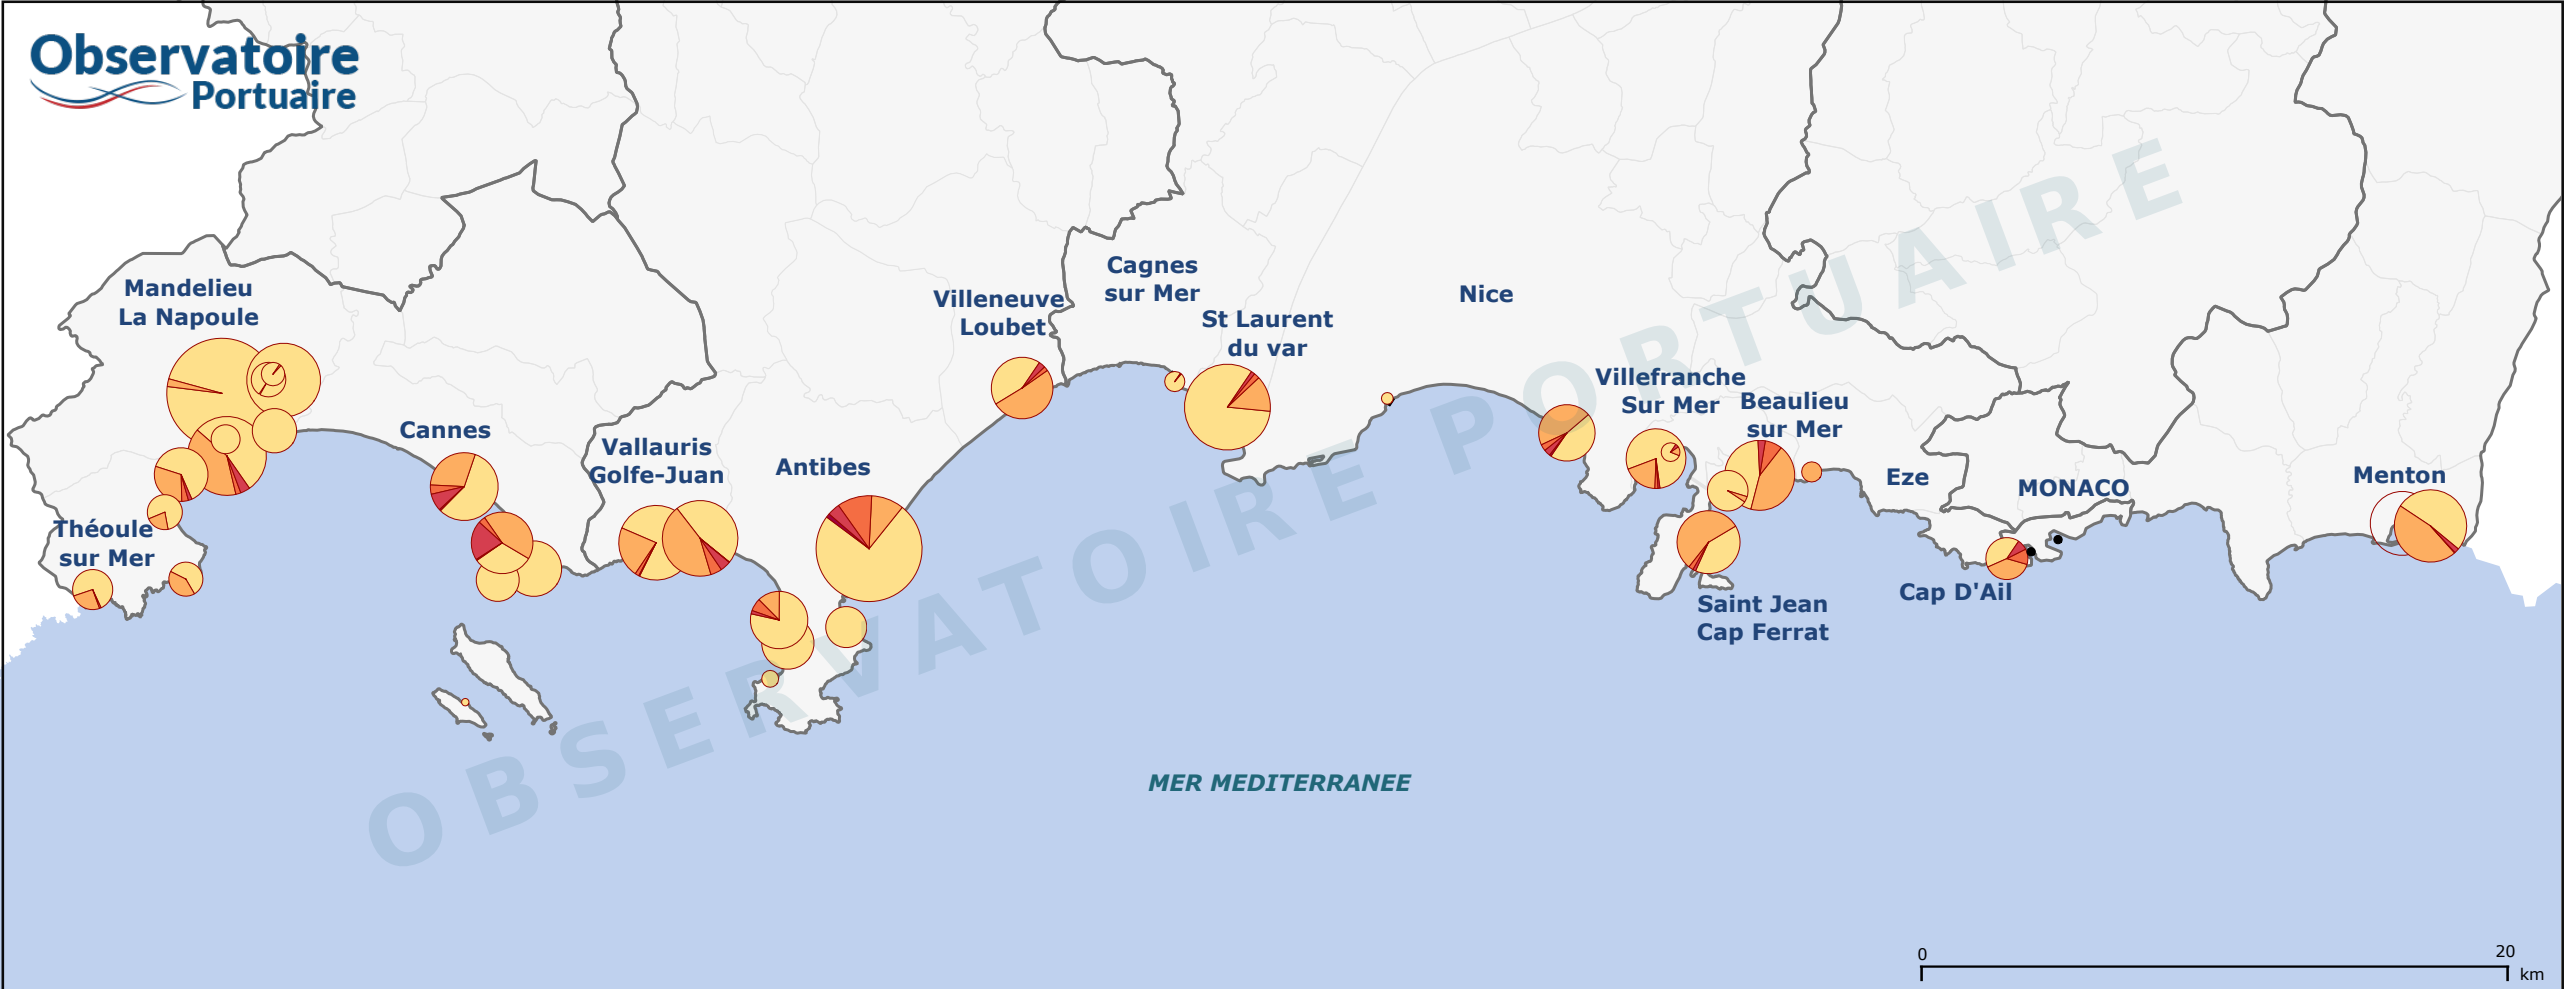 Observatoire
Portuaire
Mandelieu
La Napoule
Théoule
sur Mer
Cannes
Vallauris
Golfe-Juan
Antibes
Villeneuve
Loubet
Cagnes
sur Mer
St Laurent
du var
Nice
Villefranche
Sur Mer
Beaulieu
sur Mer
Saint Jean
Cap Ferrat
Eze
Cap D'Ail
MONACO
Menton
MER MEDITERRANEE
OBSERVATOIRE PORTUAIRE
0 20
km